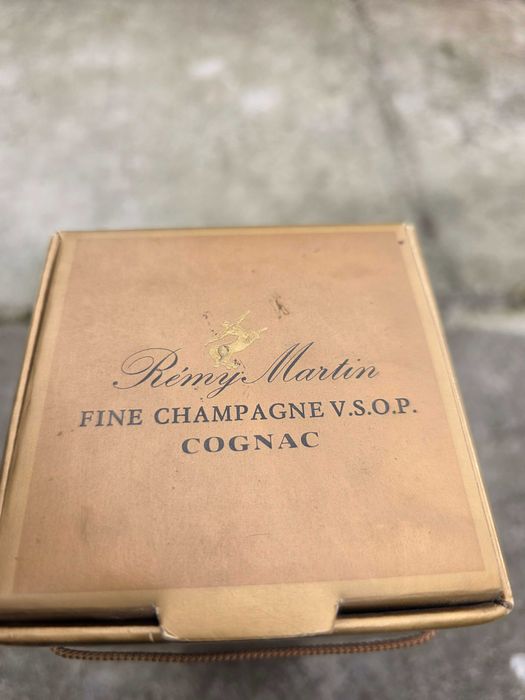 Rémy Martin
FINE CHAMPAGNE V.S.O.P.
COGNAC